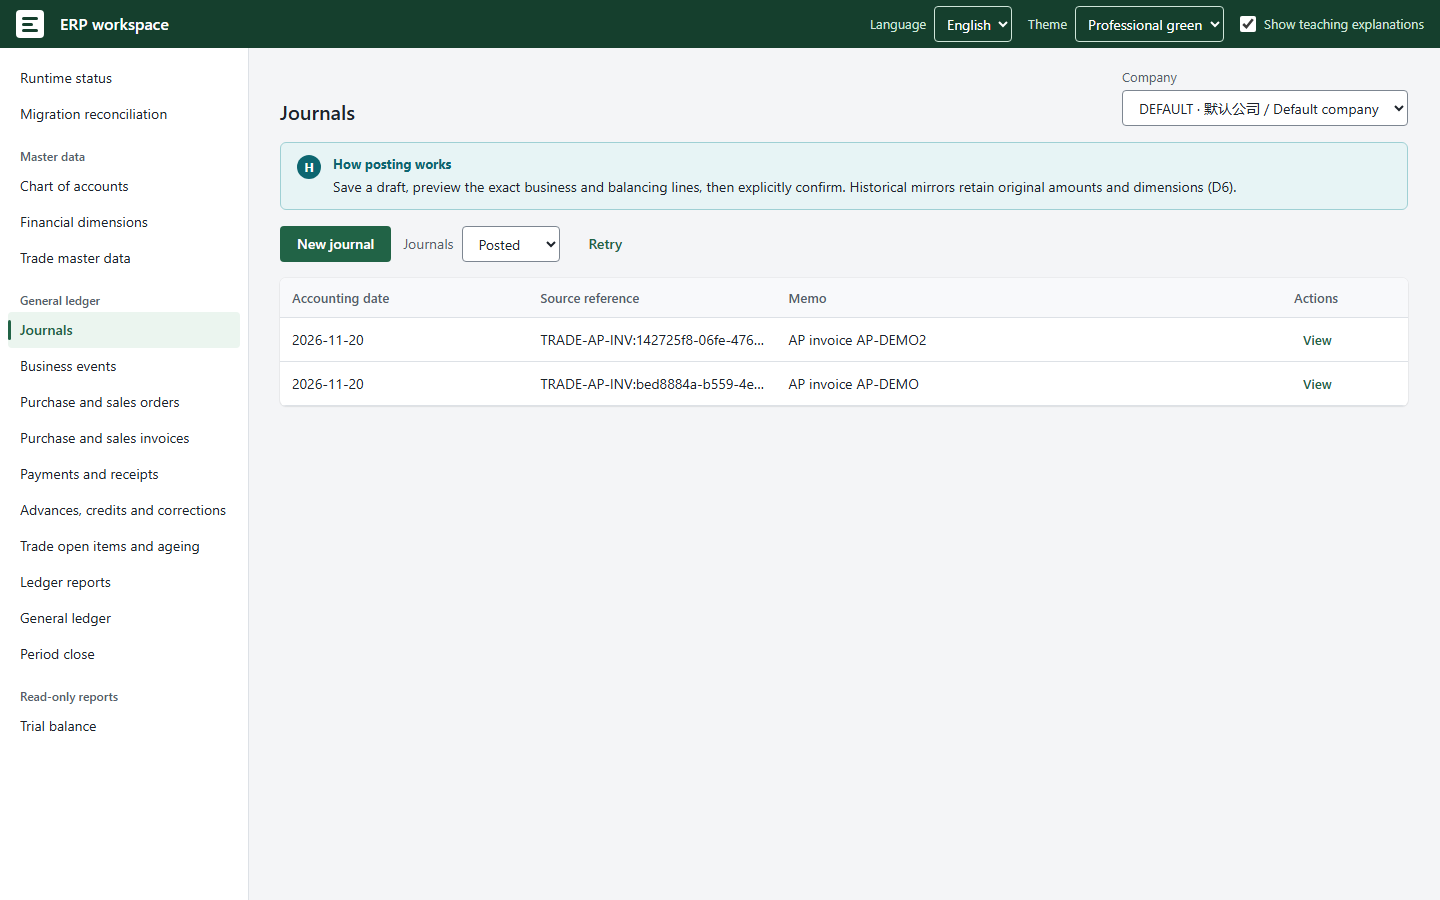 ERP workspace
Language English Theme Professional green Show teaching explanations
Runtime status
Migration reconciliation
Master data
Chart of accounts
Financial dimensions
Trade master data
General ledger
Journals
Business events
Purchase and sales orders
Purchase and sales invoices
Payments and receipts
Advances, credits and corrections
Trade open items and ageing
Ledger reports
General ledger
Period close
Read-only reports
Trial balance
Journals
Company
DEFAULT · 默认公司 / Default company
H How posting works
Save a draft, preview the exact business and balancing lines, then explicitly confirm. Historical mirrors retain original amounts and dimensions (D6).
New journal Journals Posted Retry
Accounting date Source reference Memo Actions
2026-11-20 TRADE-AP-INV:142725f8-06fe-476... AP invoice AP-DEMO2 View
2026-11-20 TRADE-AP-INV:bed8884a-b559-4e... AP invoice AP-DEMO View